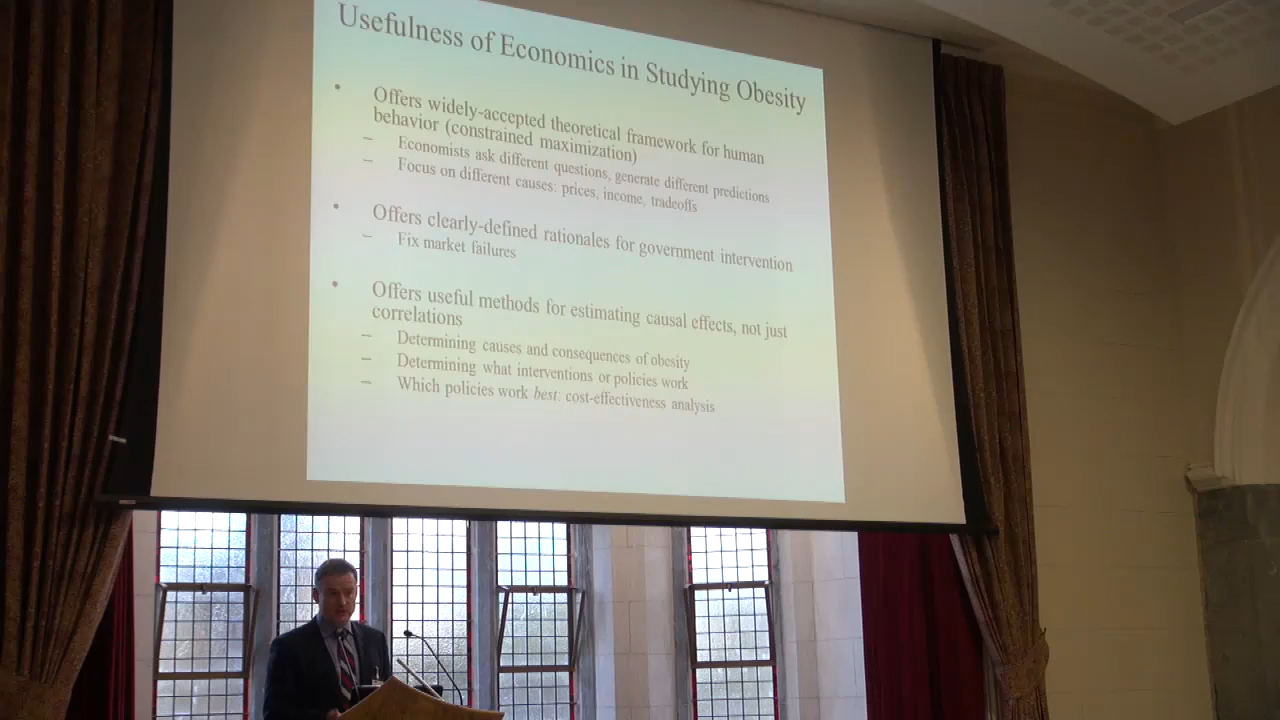 Usefulness of Economics in Studying Obesity
• Offers widely-accepted theoretical framework for human
behavior (constrained maximization)
– Economists ask different questions, generate different predictions
– Focus on different causes: prices, income, tradeoffs
• Offers clearly-defined rationales for government intervention
– Fix market failures
• Offers useful methods for estimating causal effects, not just
correlations
– Determining causes and consequences of obesity
– Determining what interventions or policies work
– Which policies work best: cost-effectiveness analysis